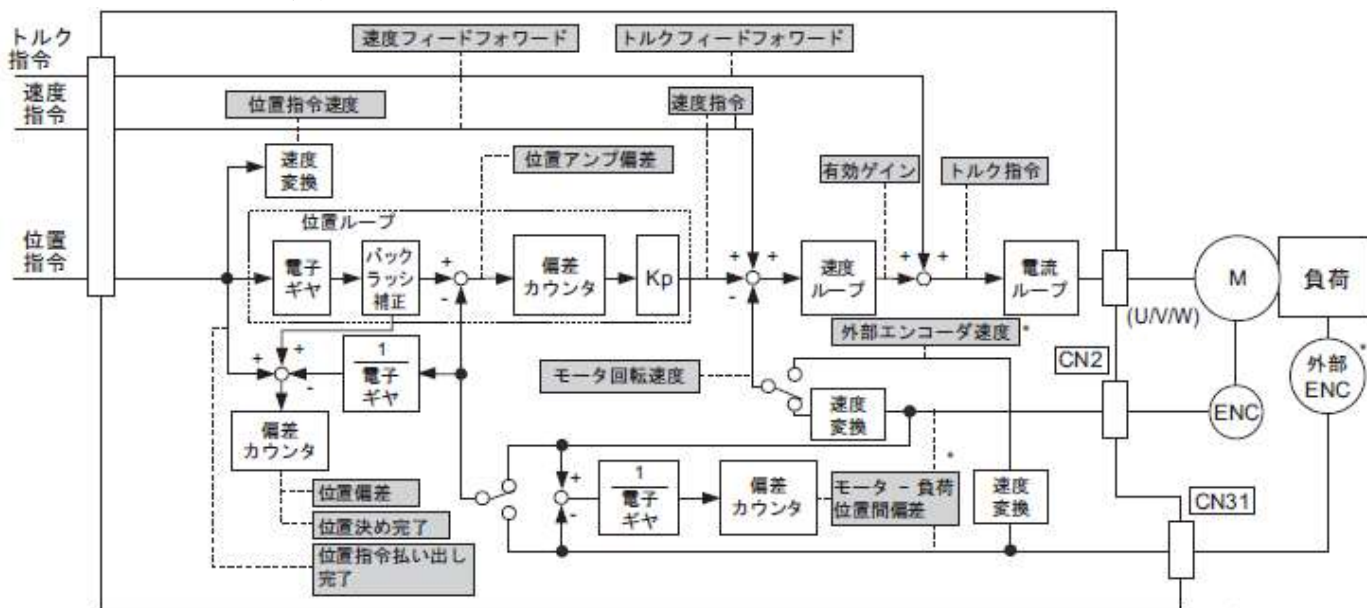 トルク
指令
速度
指令
位置
指令
速度フィードフォワード
トルクフィードフォワード
位置指令速度
速度指令
速度
変換
位置アンプ偏差
有効ゲイン
トルク指令
位置ループ
電子
ギヤ
バック
ラッシ
補正
+
-
偏差
カウンタ
Kp
+
+
-
速度
ループ
+
+
電流
ループ
(U/V/W)
M
負荷
外部エンコーダ速度 *
CN2
*
外部
ENC
+
+
-
1
電子
ギヤ
モータ回転速度
速度
変換
ENC
偏差
カウンタ
位置偏差
位置決め完了
位置指令払い出し
完了
+
-
1
電子
ギヤ
偏差
カウンタ
*
モータ - 負荷
位置間偏差
速度
変換
CN31